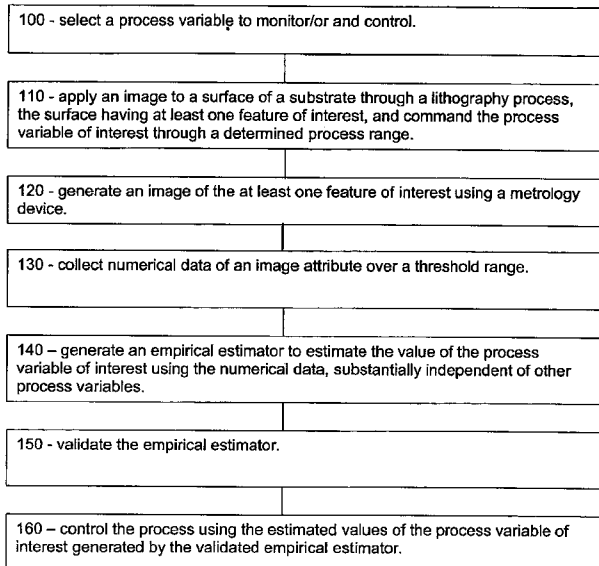 100 - select a process variable to monitor/or and control.
110 - apply an image to a surface of a substrate through a lithography process,
the surface having at least one feature of interest, and command the process
variable of interest through a determined process range.
120 - generate an image of the at least one feature of interest using a metrology
device.
130 - collect numerical data of an image attribute over a threshold range.
140 – generate an empirical estimator to estimate the value of the process
variable of interest using the numerical data, substantially independent of other
process variables.
150 - validate the empirical estimator.
160 – control the process using the estimated values of the process variable of
interest generated by the validated empirical estimator.